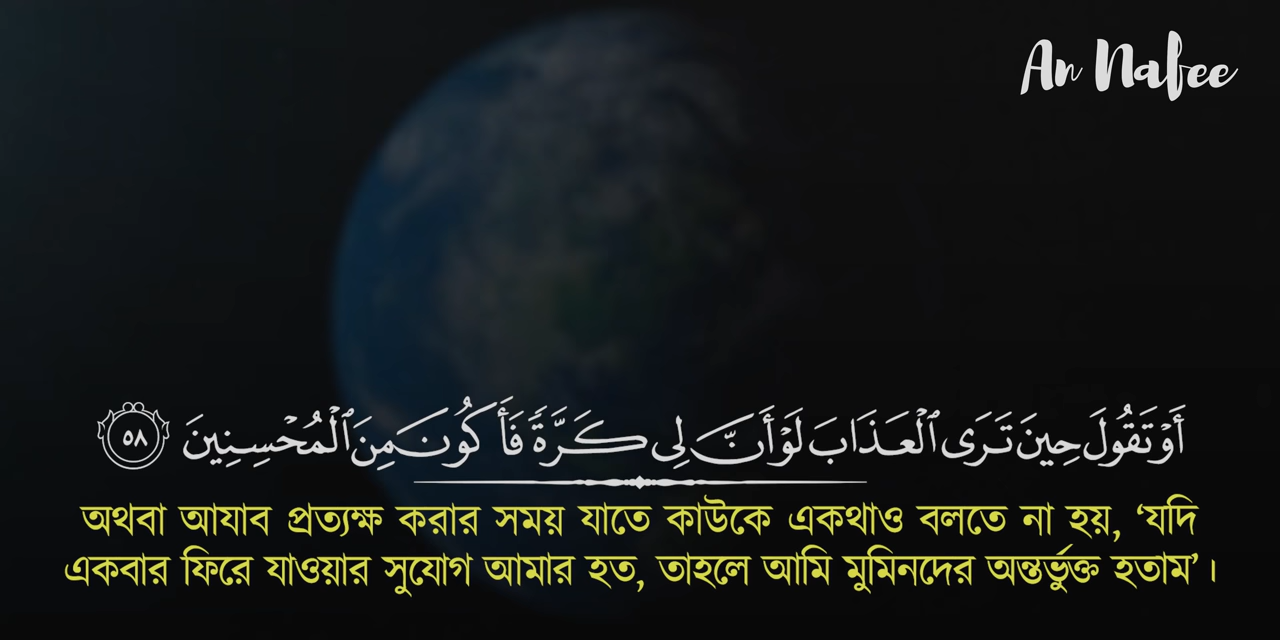 An Nafee
أَوْ تَقُولَ حِينَ تَرَى ٱلْعَذَابَ لَوْ أَنَّ لِى كَرَّةً فَأَكُونَ مِنَ ٱلْمُحْسِنِينَ ٥٨
অথবা আযাব প্রত্যক্ষ করার সময় যাতে কাউকে একথাও বলতে না হয়, ‘যদি
একবার ফিরে যাওয়ার সুযোগ আমার হত, তাহলে আমি মুমিনদের অন্তর্ভুক্ত হতাম’।